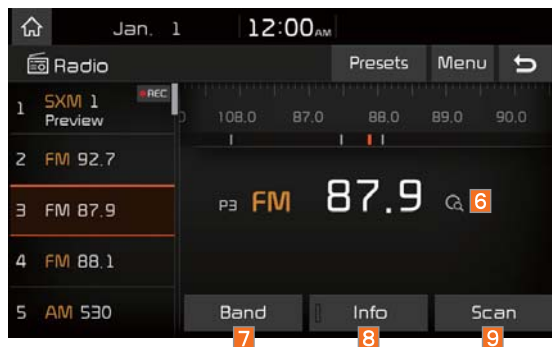 Jan. 1 12:00 AM
Radio Presets Menu
1 SXM 1 REC
Preview
2 FM 92.7
3 FM 87.9
4 FM 88.1
5 AM 530
108.0 87.0 88.0 89.0 90.0
P3 FM 87.9 6
Band Info Scan
7 8 9